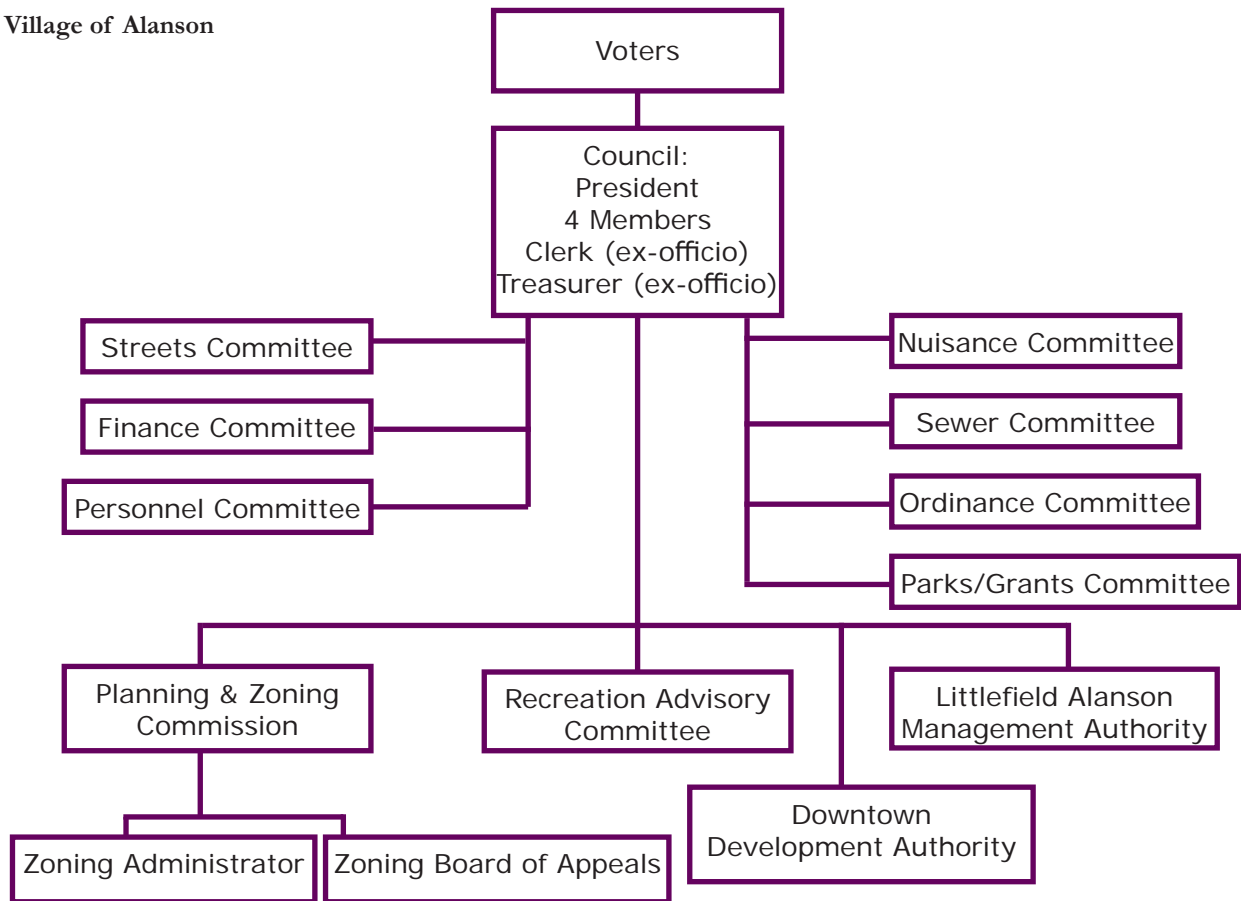 Village of Alanson
Voters
Council:
President
4 Members
Clerk (ex-officio)
Treasurer (ex-officio)
Streets Committee
Finance Committee
Personnel Committee
Nuisance Committee
Sewer Committee
Ordinance Committee
Parks/Grants Committee
Planning & Zoning
Commission
Recreation Advisory
Committee
Littlefield Alanson
Management Authority
Downtown
Development Authority
Zoning Administrator
Zoning Board of Appeals